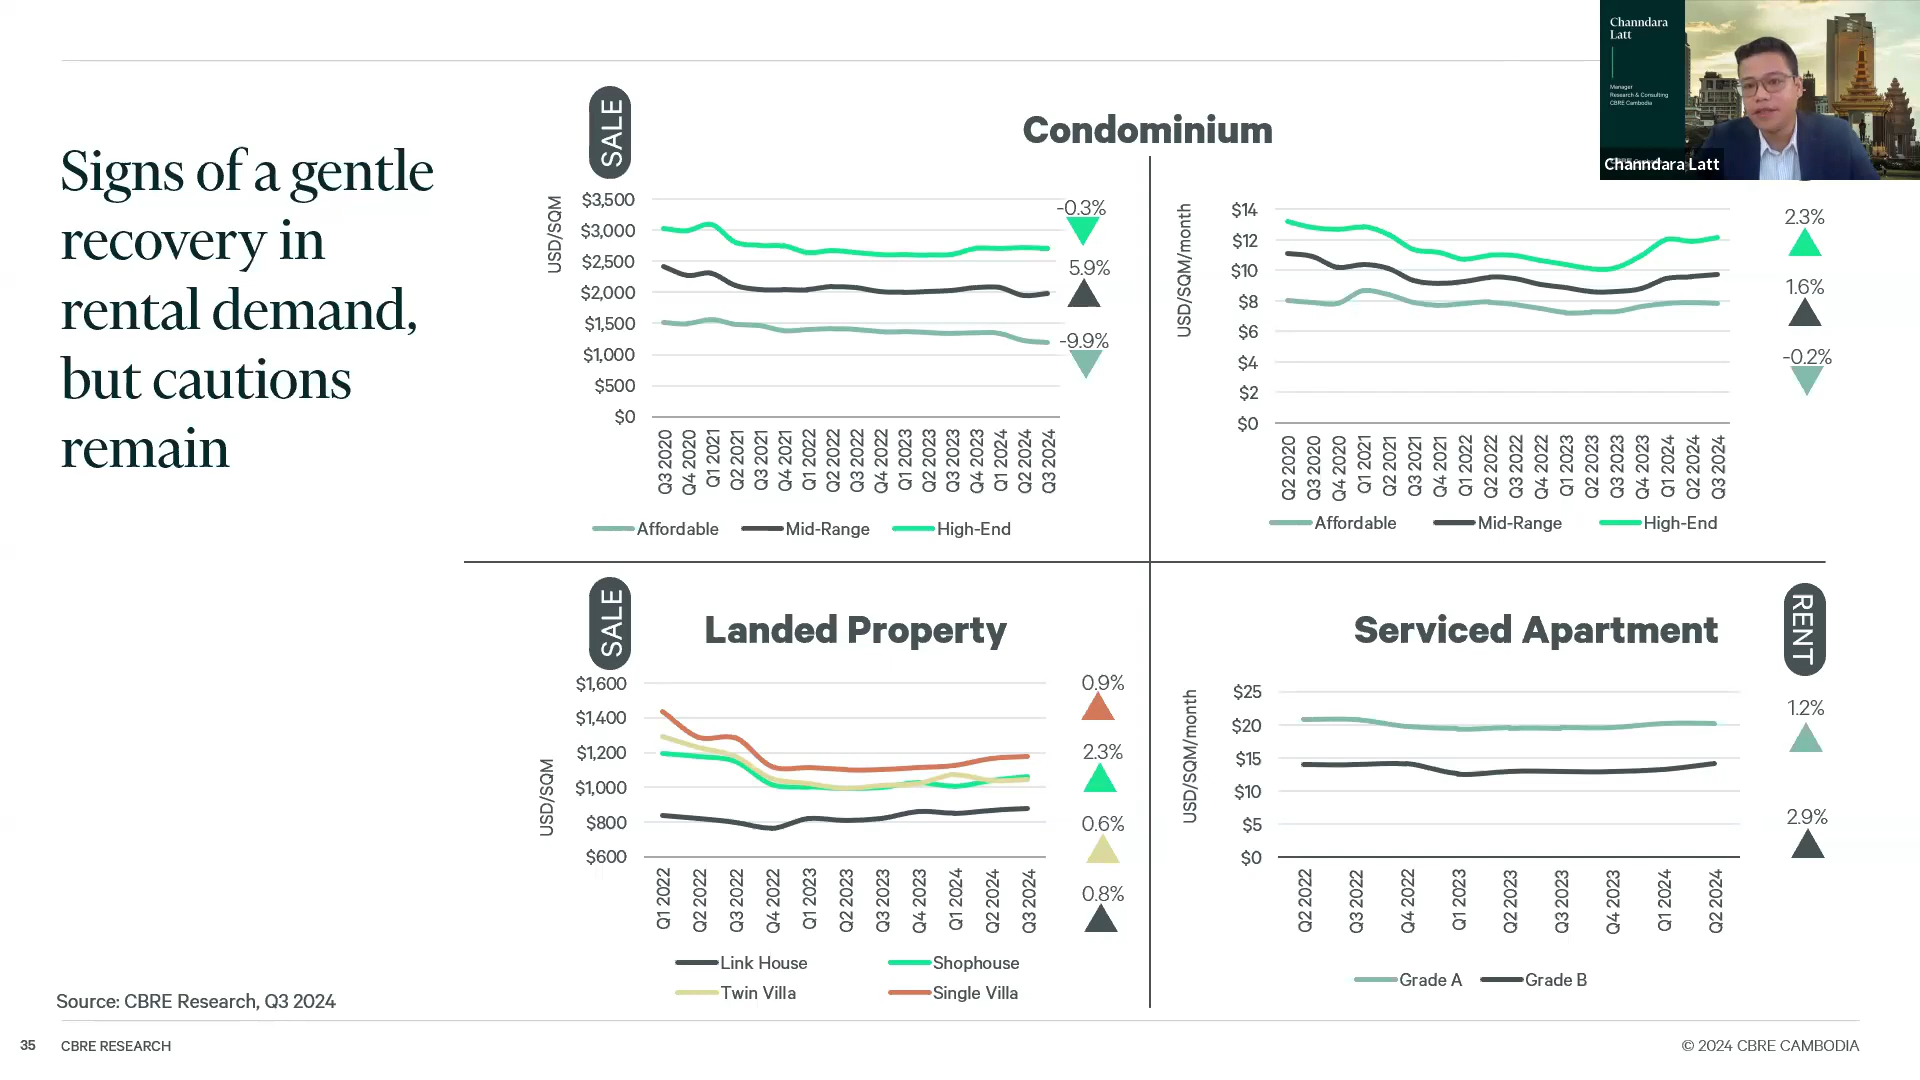 Signs of a gentle
recovery in
rental demand,
but cautions
remain
Source: CBRE Research, Q3 2024
SALE
Condominium
USD/SQM
$3,500
$3,000
$2,500
$2,000
$1,500
$1,000
$500
$0
Q3 2020
Q4 2020
Q1 2021
Q2 2021
Q3 2021
Q4 2021
Q1 2022
Q2 2022
Q3 2022
Q4 2022
Q1 2023
Q2 2023
Q3 2023
Q4 2023
Q1 2024
Q2 2024
Q3 2024
-0.3%
5.9%
-9.9%
Affordable Mid-Range High-End
USD/SQM/month
$14
$12
$10
$8
$6
$4
$2
$0
Q2 2020
Q3 2020
Q4 2020
Q1 2021
Q2 2021
Q3 2021
Q4 2021
Q1 2022
Q2 2022
Q3 2022
Q4 2022
Q1 2023
Q2 2023
Q3 2023
Q4 2023
Q1 2024
Q2 2024
Q3 2024
2.3%
1.6%
-0.2%
Affordable Mid-Range High-End
SALE
Landed Property
USD/SQM
$1,600
$1,400
$1,200
$1,000
$800
$600
Q1 2022
Q2 2022
Q3 2022
Q4 2022
Q1 2023
Q2 2023
Q3 2023
Q4 2023
Q1 2024
Q2 2024
Q3 2024
0.9%
2.3%
0.6%
0.8%
Link House Shophouse
Twin Villa Single Villa
Serviced Apartment
RENT
USD/SQM/month
$25
$20
$15
$10
$5
$0
Q2 2022
Q3 2022
Q4 2022
Q1 2023
Q2 2023
Q3 2023
Q4 2023
Q1 2024
Q2 2024
1.2%
2.9%
Grade A Grade B
35 CBRE RESEARCH
© 2024 CBRE CAMBODIA
Channdara
Latt
Manager
Research & Consulting
CBRE Cambodia
Channdara Latt